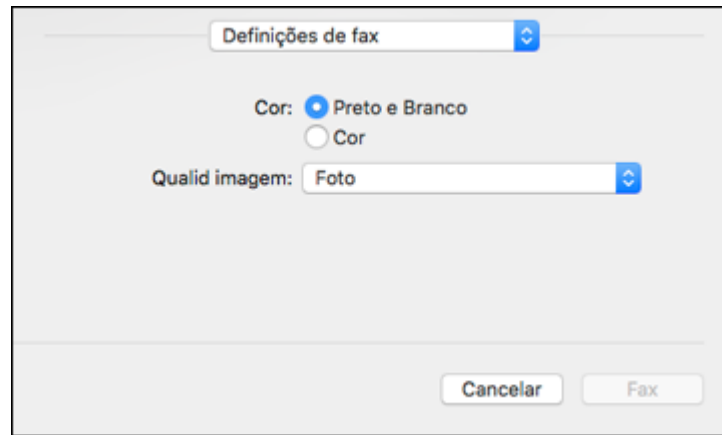 Definições de fax
Cor: Preto e Branco
Cor
Qualid imagem: Foto
Cancelar Fax